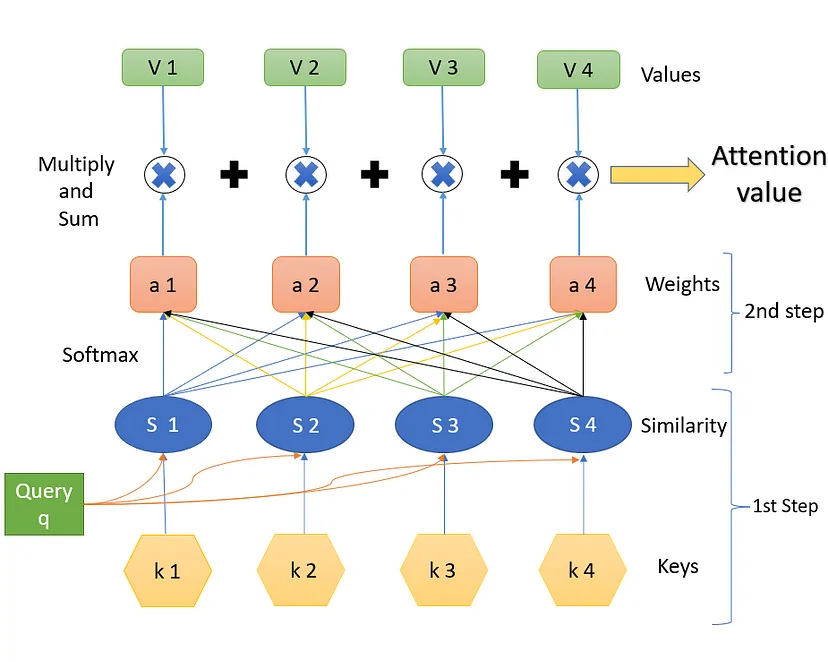 V 1
V 2
V 3
V 4
Values
Multiply
and
Sum
Attention
value
a 1
a 2
a 3
a 4
Weights
2nd step
Softmax
S 1
S 2
S 3
S 4
Similarity
Query
q
1st Step
k 1
k 2
k 3
k 4
Keys